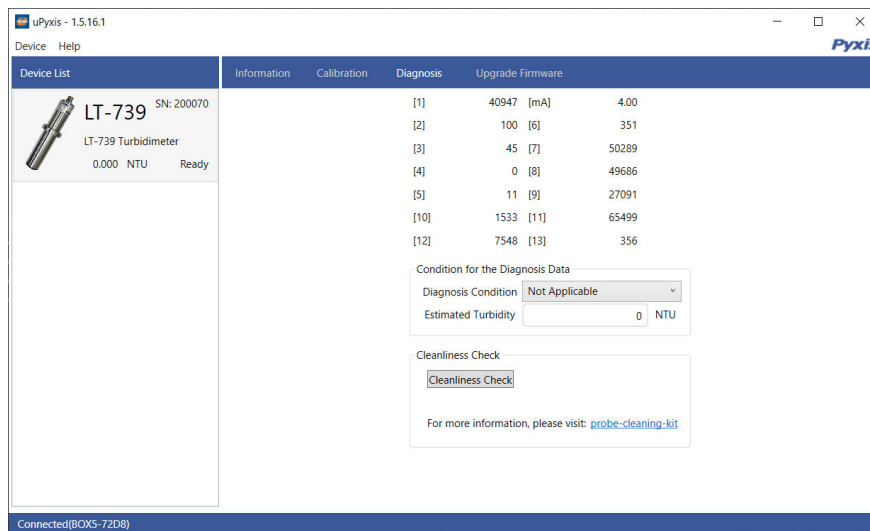 uPyxis - 1.5.16.1
Device Help
Pyxis
Device List
Information Calibration Diagnosis Upgrade Firmware
LT-739 SN: 200070
LT-739 Turbidimeter
0.000 NTU Ready
[1] 40947 [mA] 4.00
[2] 100 [6] 351
[3] 45 [7] 50289
[4] 0 [8] 49686
[5] 11 [9] 27091
[10] 1533 [11] 65499
[12] 7548 [13] 356
Condition for the Diagnosis Data
Diagnosis Condition Not Applicable
Estimated Turbidity 0 NTU
Cleanliness Check
Cleanliness Check
For more information, please visit: probe-cleaning-kit
Connected(BOX5-72D8)